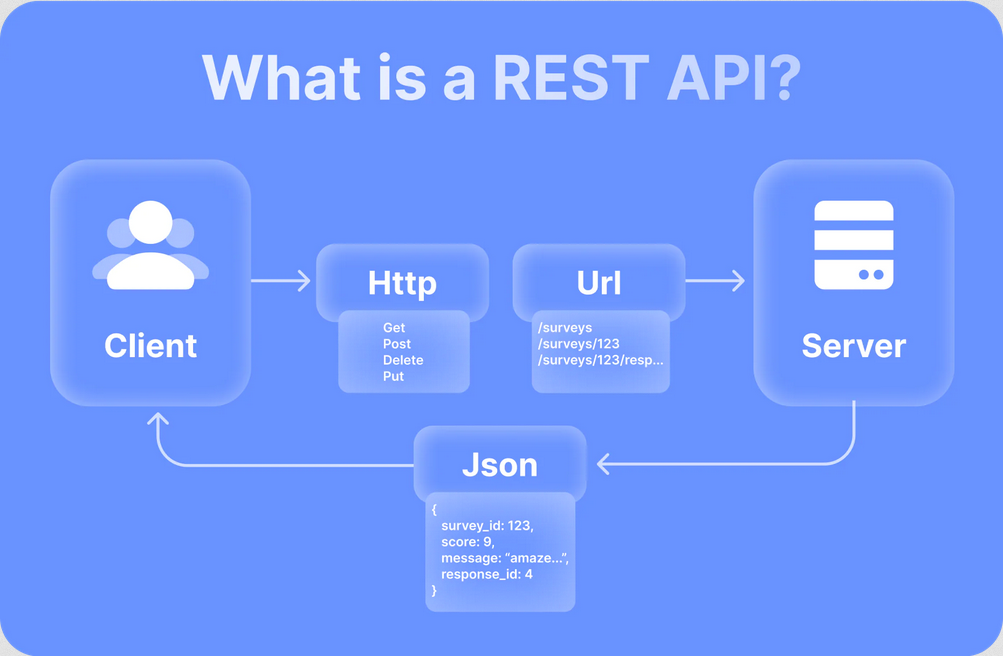 What is a REST API?
Client
Http
Get
Post
Delete
Put
Url
/surveys
/surveys/123
/surveys/123/resp...
Server
Json
{
survey_id: 123,
score: 9,
message: “amaze...”,
response_id: 4
}